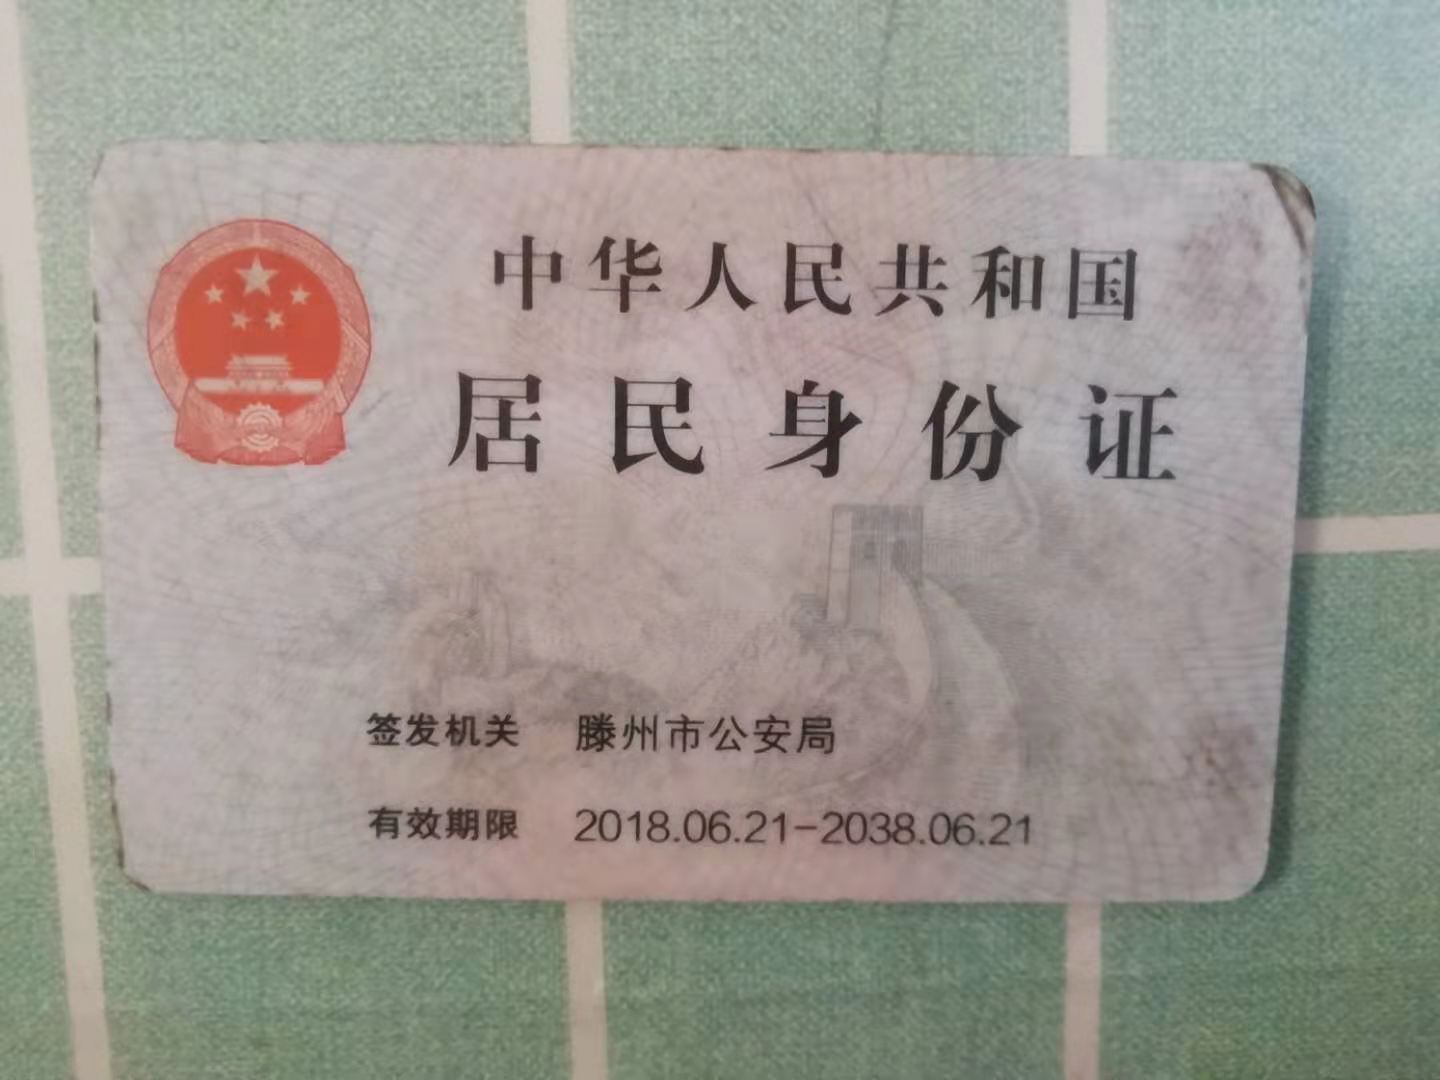 中华人民共和国
居民身份证
签发机关 滕州市公安局
有效期限 2018.06.21-2038.06.21